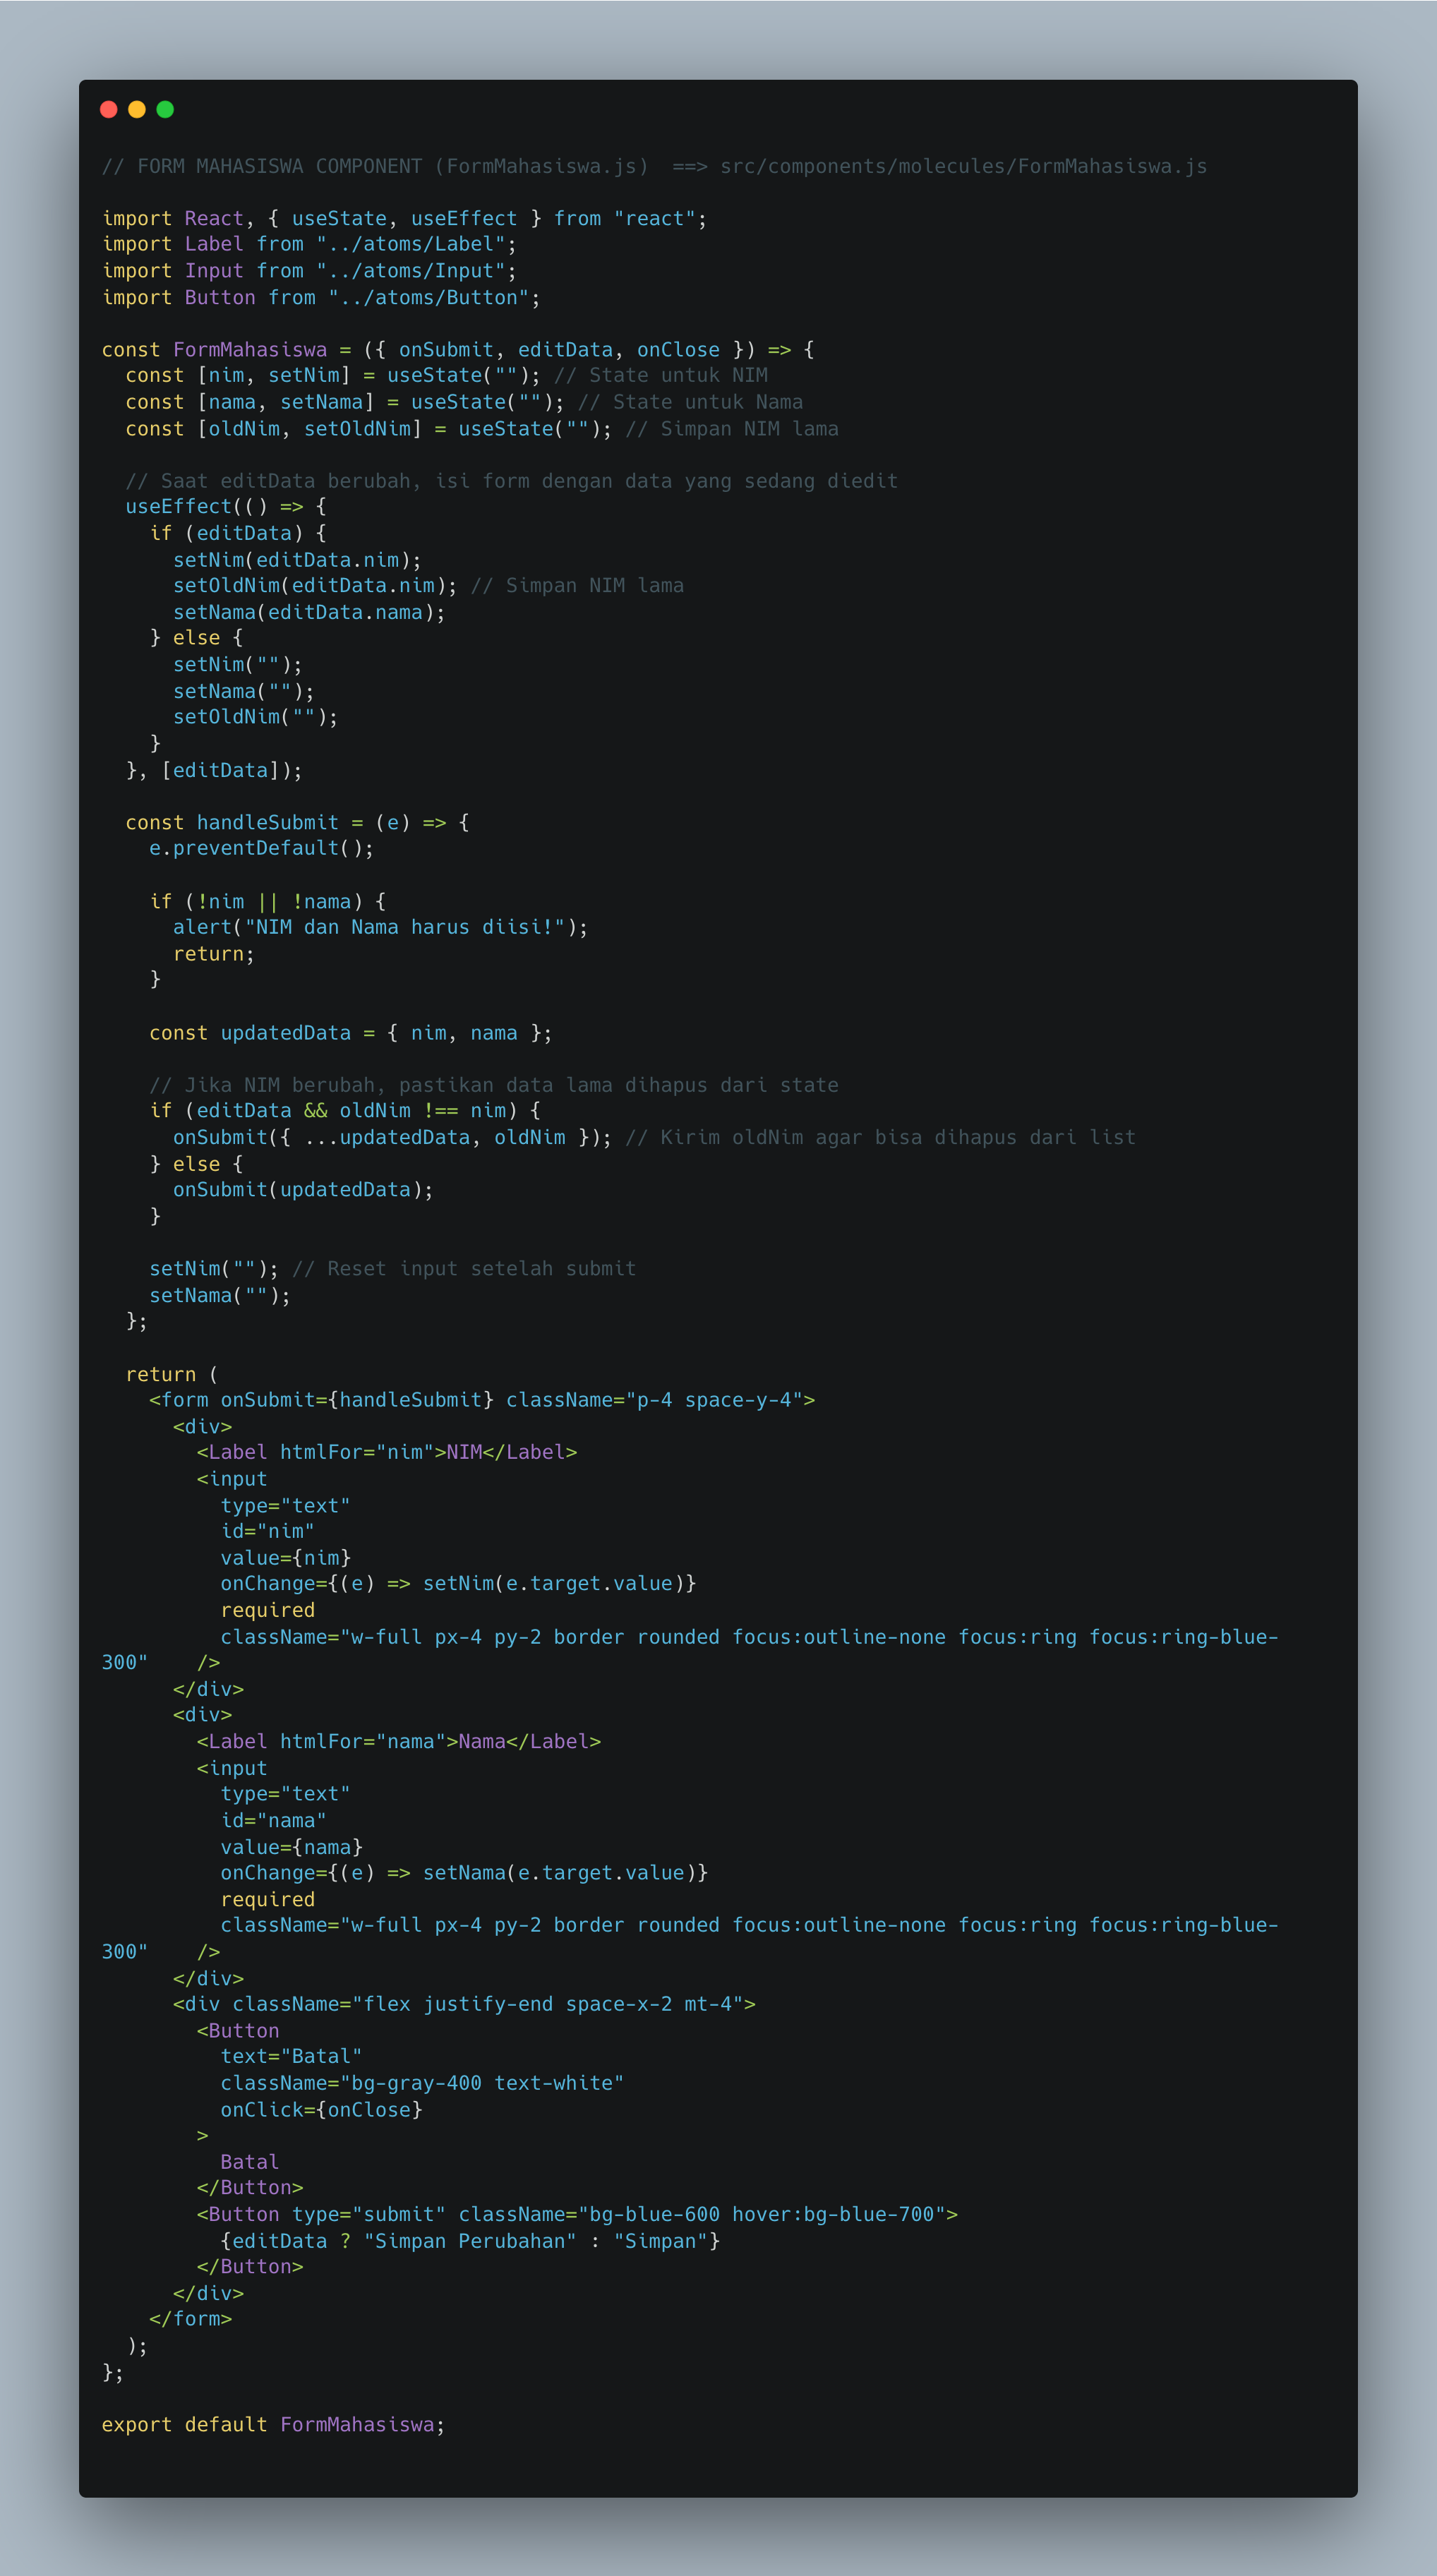 // FORM MAHASISWA COMPONENT (FormMahasiswa.js)  ==> src/components/molecules/FormMahasiswa.js

import React, { useState, useEffect } from "react";
import Label from "../atoms/Label";
import Input from "../atoms/Input";
import Button from "../atoms/Button";

const FormMahasiswa = ({ onSubmit, editData, onClose }) => {
  const [nim, setNim] = useState(""); // State untuk NIM
  const [nama, setNama] = useState(""); // State untuk Nama
  const [oldNim, setOldNim] = useState(""); // Simpan NIM lama

  // Saat editData berubah, isi form dengan data yang sedang diedit
  useEffect(() => {
    if (editData) {
      setNim(editData.nim);
      setOldNim(editData.nim); // Simpan NIM lama
      setNama(editData.nama);
    } else {
      setNim("");
      setNama("");
      setOldNim("");
    }
  }, [editData]);

  const handleSubmit = (e) => {
    e.preventDefault();

    if (!nim || !nama) {
      alert("NIM dan Nama harus diisi!");
      return;
    }

    const updatedData = { nim, nama };

    // Jika NIM berubah, pastikan data lama dihapus dari state
    if (editData && oldNim !== nim) {
      onSubmit({ ...updatedData, oldNim }); // Kirim oldNim agar bisa dihapus dari list
    } else {
      onSubmit(updatedData);
    }

    setNim(""); // Reset input setelah submit
    setNama("");
  };

  return (
    <form onSubmit={handleSubmit} className="p-4 space-y-4">
      <div>
        <Label htmlFor="nim">NIM</Label>
        <input
          type="text"
          id="nim"
          value={nim}
          onChange={(e) => setNim(e.target.value)}
          required
          className="w-full px-4 py-2 border rounded focus:outline-none focus:ring focus:ring-blue-
300"    />
      </div>
      <div>
        <Label htmlFor="nama">Nama</Label>
        <input
          type="text"
          id="nama"
          value={nama}
          onChange={(e) => setNama(e.target.value)}
          required
          className="w-full px-4 py-2 border rounded focus:outline-none focus:ring focus:ring-blue-
300"    />
      </div>
      <div className="flex justify-end space-x-2 mt-4">
        <Button
          text="Batal"
          className="bg-gray-400 text-white"
          onClick={onClose}
        >
          Batal
        </Button>
        <Button type="submit" className="bg-blue-600 hover:bg-blue-700">
          {editData ? "Simpan Perubahan" : "Simpan"}
        </Button>
      </div>
    </form>
  );
};

export default FormMahasiswa;